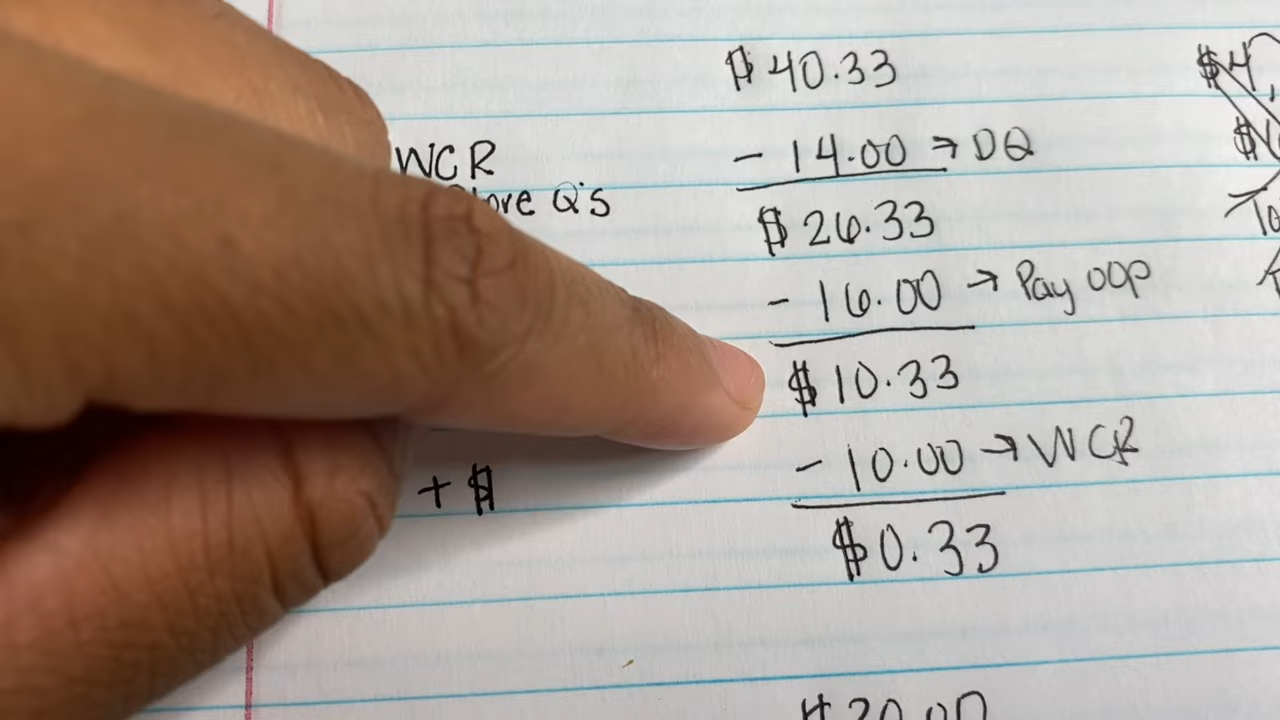 WCR
Q's
+ $
$40.33
- 14.00 → DQ
$26.33
- 16.00 → Pay OOP
$10.33
- 10.00 → WCR
$0.33